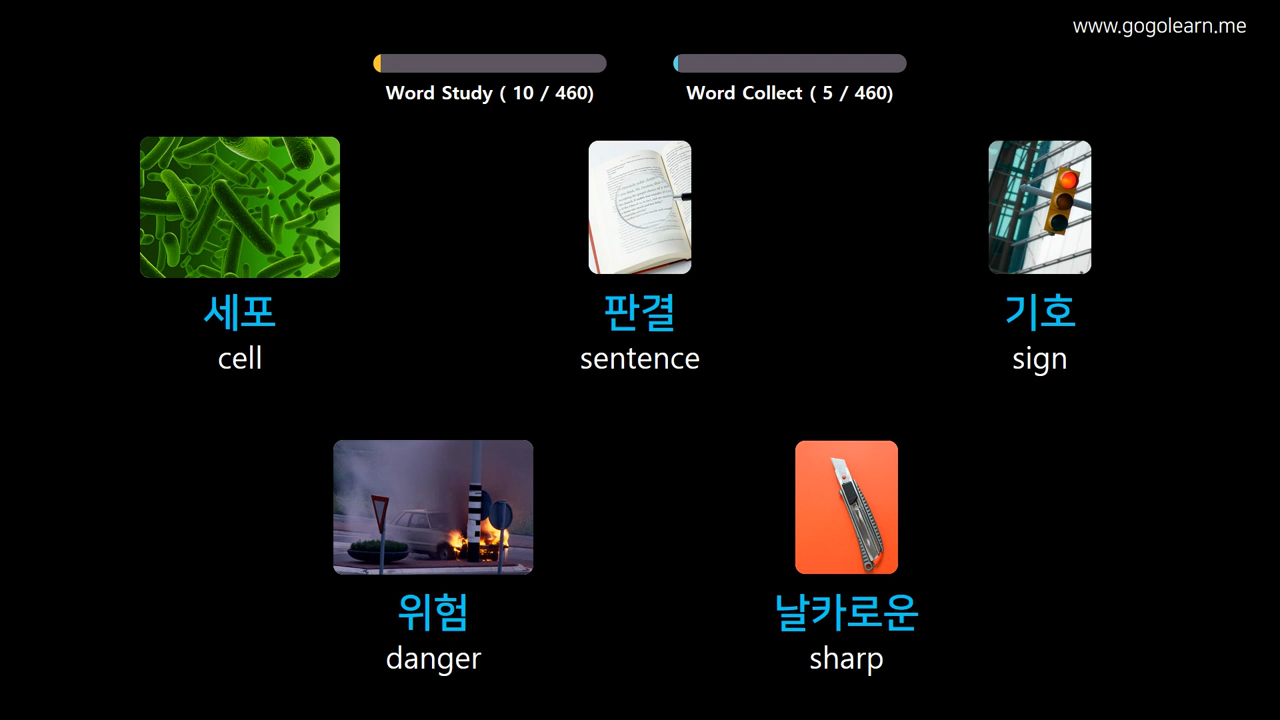 www.gogolearn.me
Word Study ( 10 / 460)
Word Collect ( 5 / 460)
세포
cell
판결
sentence
기호
sign
위험
danger
날카로운
sharp